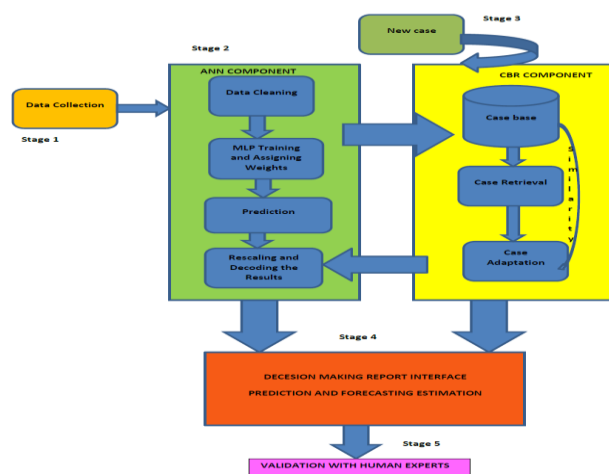 New case
Stage 3
Stage 2
ANN COMPONENT
CBR COMPONENT
Data Collection
Stage 1
Data Cleaning
MLP Training
and Assigning
Weights
Prediction
Rescaling and
Decoding the
Results
Case base
Case Retrieval
Case
Adaptation
Similarity
Stage 4
DECESION MAKING REPORT INTERFACE
PREDICTION AND FORECASTING ESTIMATION
Stage 5
VALIDATION WITH HUMAN EXPERTS